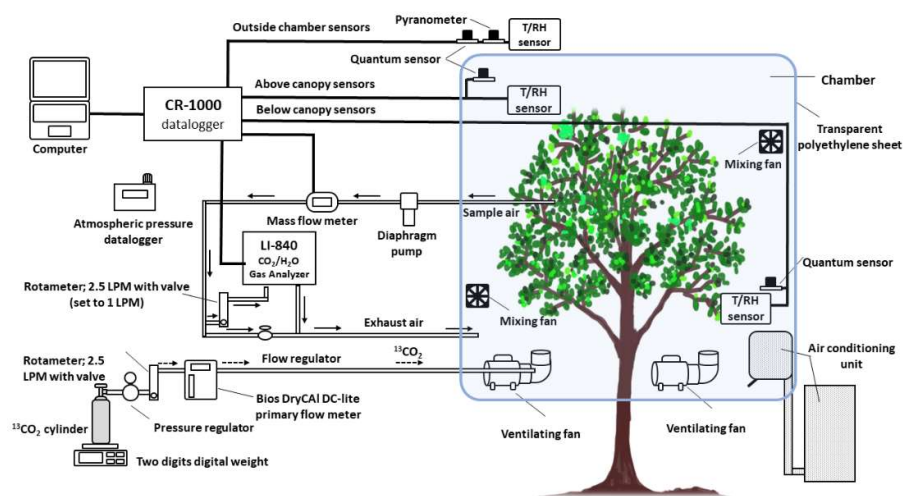 Pyranometer
Outside chamber sensors
T/RH
sensor
Quantum sensor
Above canopy sensors
Chamber
CR-1000
datalogger
T/RH
sensor
Below canopy sensors
Transparent
polyethylene sheet
Computer
Mixing fan
Atmospheric pressure
datalogger
Mass flow meter
Diaphragm
pump
Sample air
LI-840
CO₂/H₂O
Gas Analyzer
Quantum sensor
Rotameter; 2.5 LPM with valve
(set to 1 LPM)
T/RH
sensor
Mixing fan
Exhaust air
Rotameter; 2.5
LPM with valve
Flow regulator
¹³CO₂
Air conditioning
unit
Bios DryCAl DC-lite
primary flow meter
¹³CO₂ cylinder
Pressure regulator
Ventilating fan
Ventilating fan
Two digits digital weight